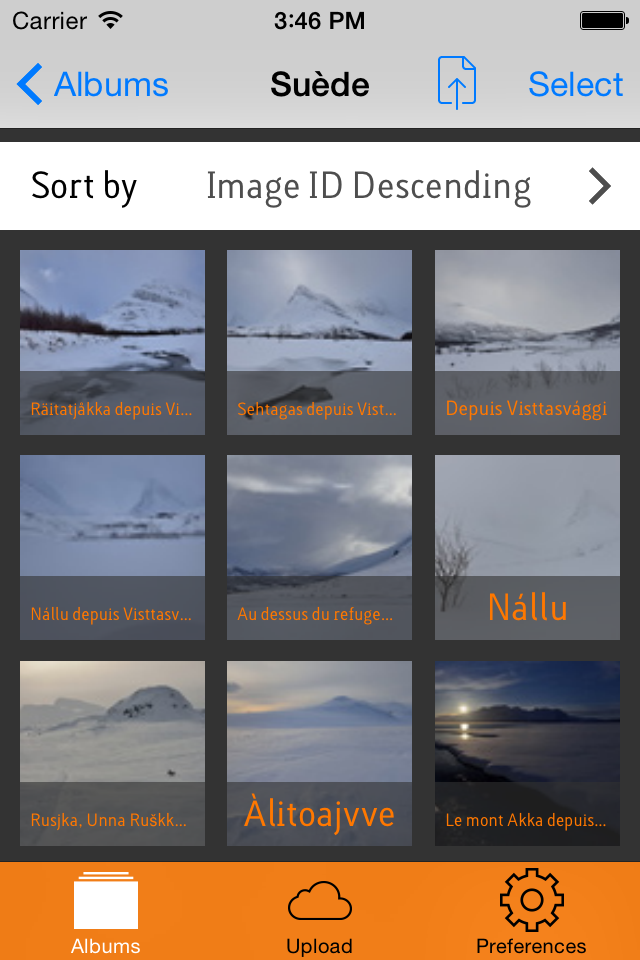 Carrier 3:46 PM
Albums Suède Select
Sort by Image ID Descending
Räitatjåkka depuis Vi... Sehtagas depuis Vist... Depuis Visttasvággi
Nállu depuis Visttasv... Au dessus du refuge... Nállu
Rusjka, Unna Ruškk... Àlitoajvve Le mont Akka depuis...
Albums Upload Preferences